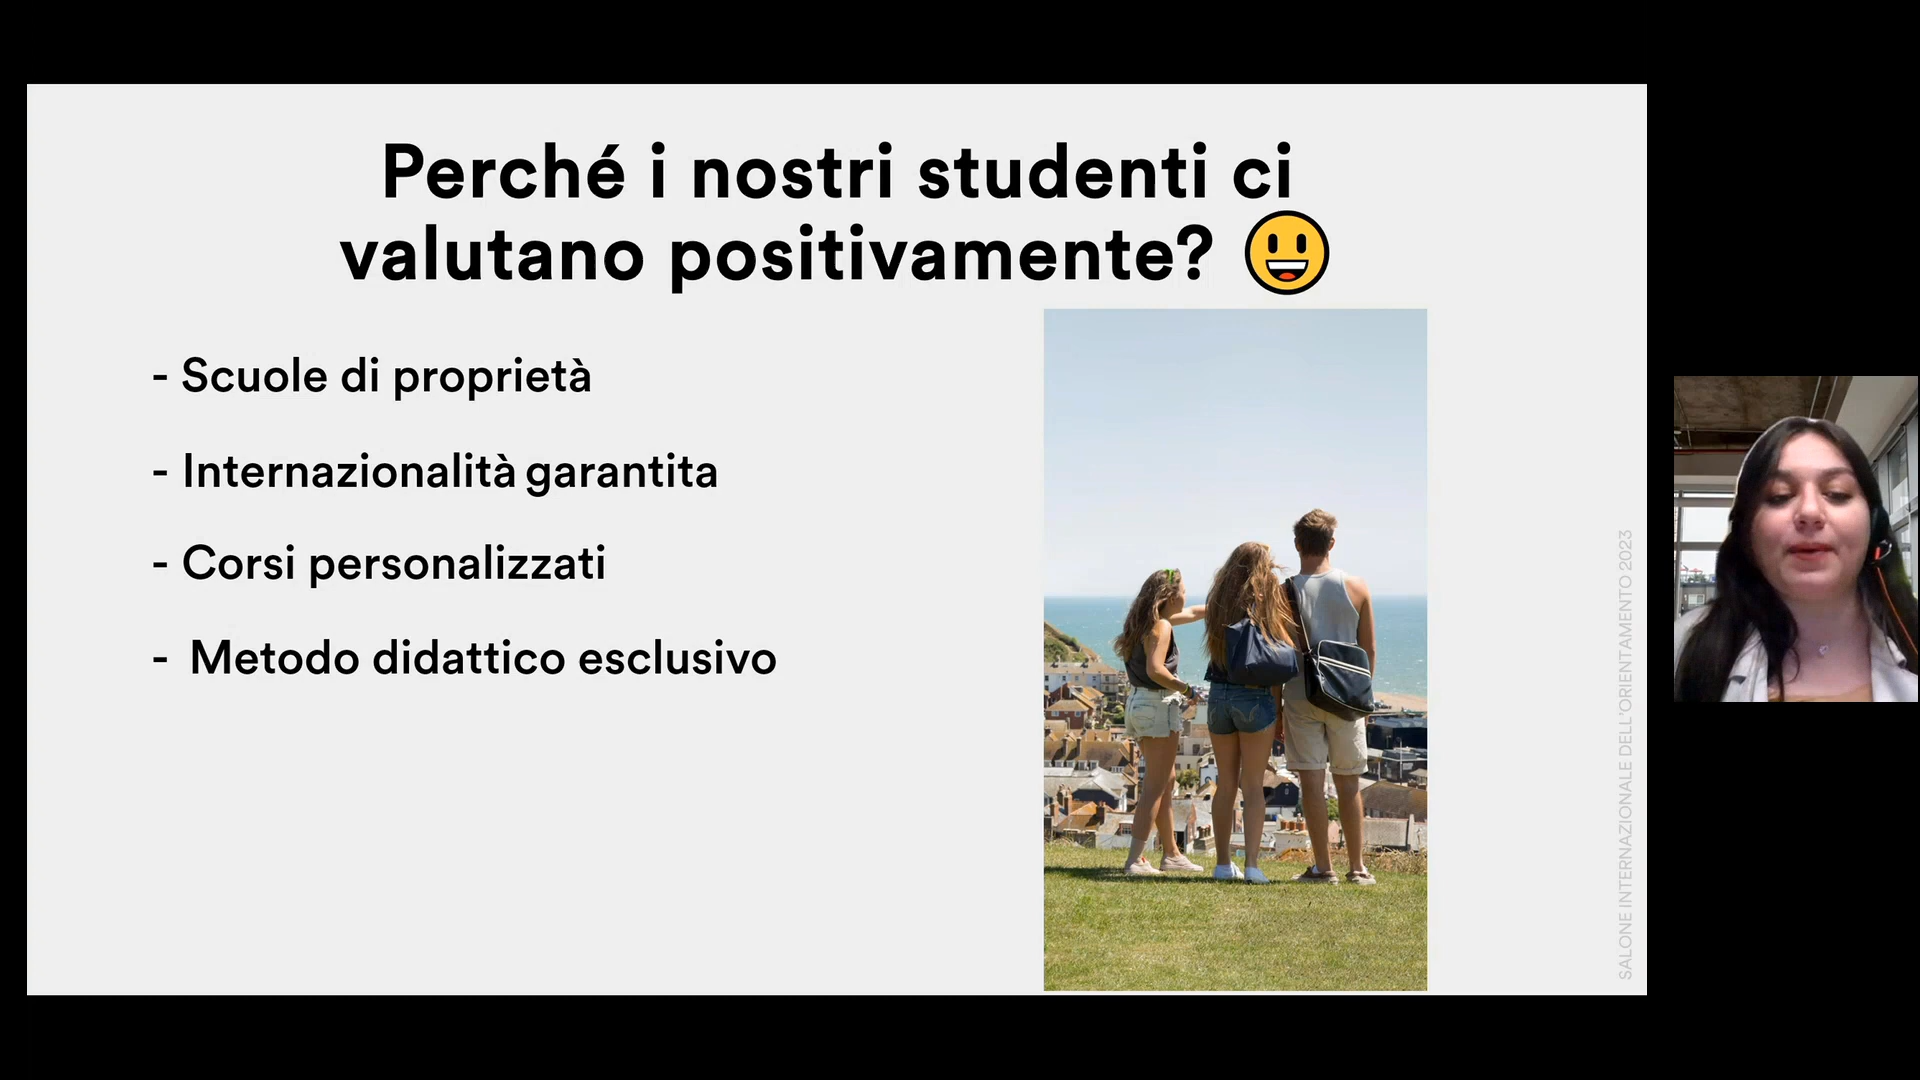 Perché i nostri studenti ci
valutano positivamente? 😃
- Scuole di proprietà
- Internazionalità garantita
- Corsi personalizzati
- Metodo didattico esclusivo
SALONE INTERNAZIONALE DELL'ORIENTAMENTO 2023